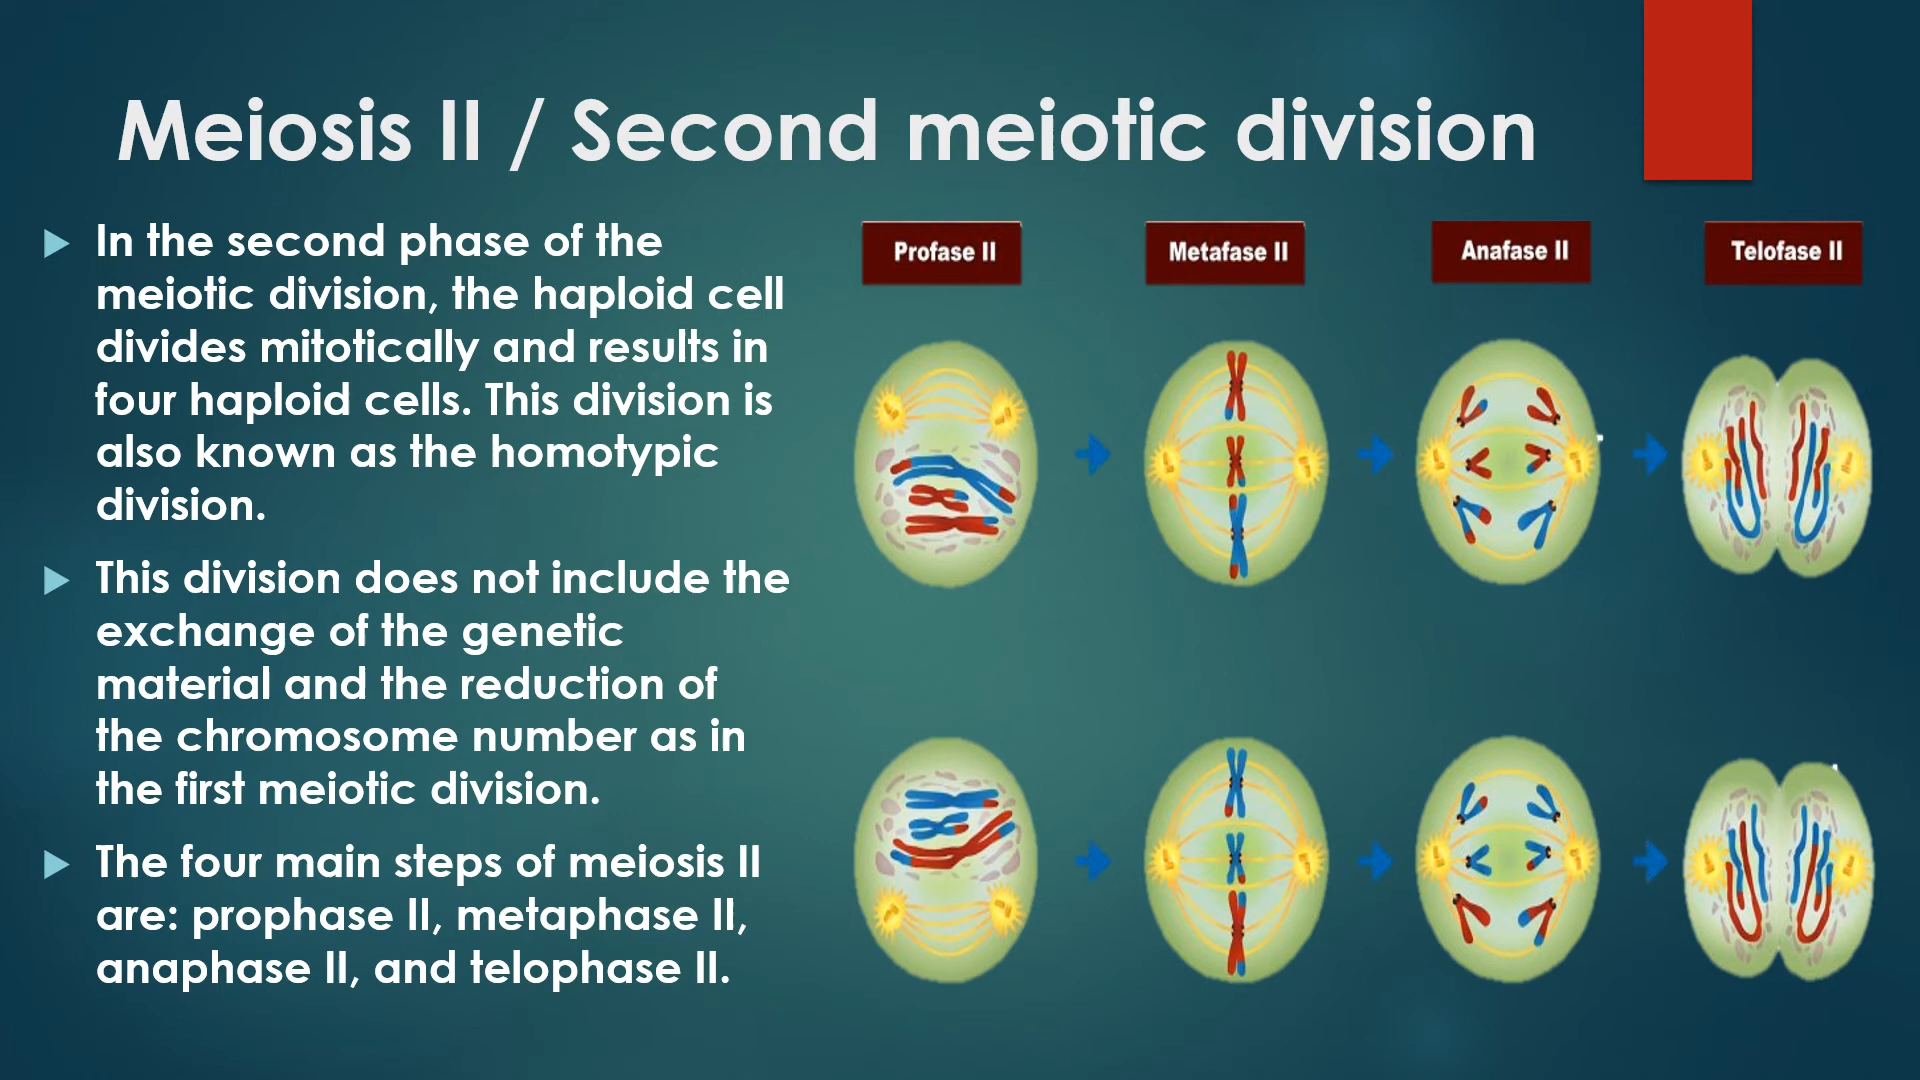 Meiosis II / Second meiotic division
In the second phase of the
meiotic division, the haploid cell
divides mitotically and results in
four haploid cells. This division is
also known as the homotypic
division.
This division does not include the
exchange of the genetic
material and the reduction of
the chromosome number as in
the first meiotic division.
The four main steps of meiosis II
are: prophase II, metaphase II,
anaphase II, and telophase II.
Profase II
Metafase II
Anafase II
Telofase II